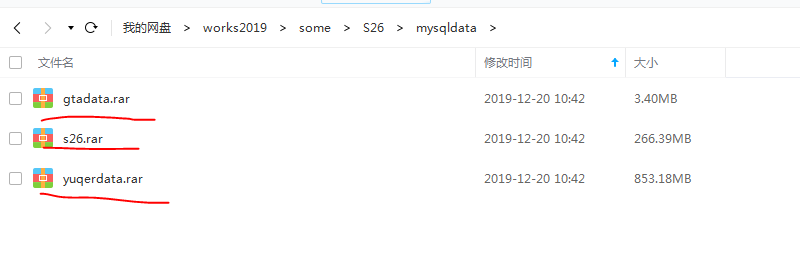 我的网盘 > works2019 > some > S26 > mysqldata >
文件名 修改时间 大小
gtadata.rar 2019-12-20 10:42 3.40MB
s26.rar 2019-12-20 10:42 266.39MB
yuqerdata.rar 2019-12-20 10:42 853.18MB